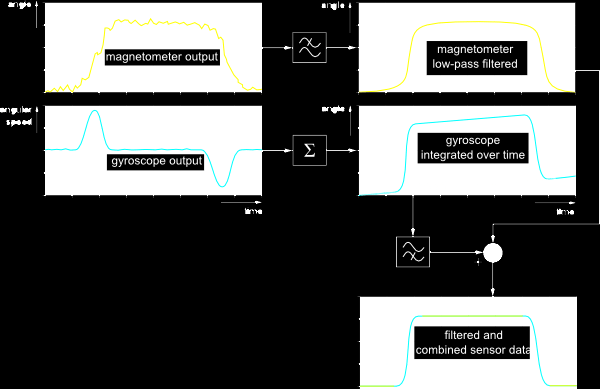 angle
magnetometer output
angle
magnetometer
low-pass filtered
angular
speed
gyroscope output
time
Σ
angle
gyroscope
integrated over time
time
filtered and
combined sensor data